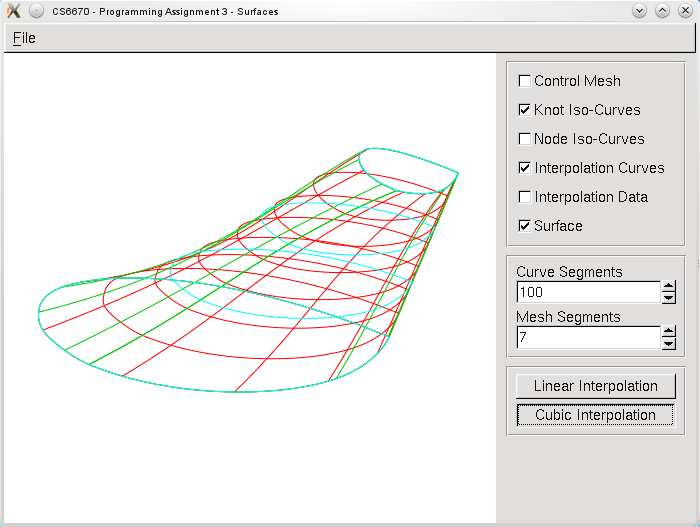 CS6670 - Programming Assignment 3 - Surfaces
File
Control Mesh
Knot Iso-Curves
Node Iso-Curves
Interpolation Curves
Interpolation Data
Surface
Curve Segments
100
Mesh Segments
7
Linear Interpolation
Cubic Interpolation